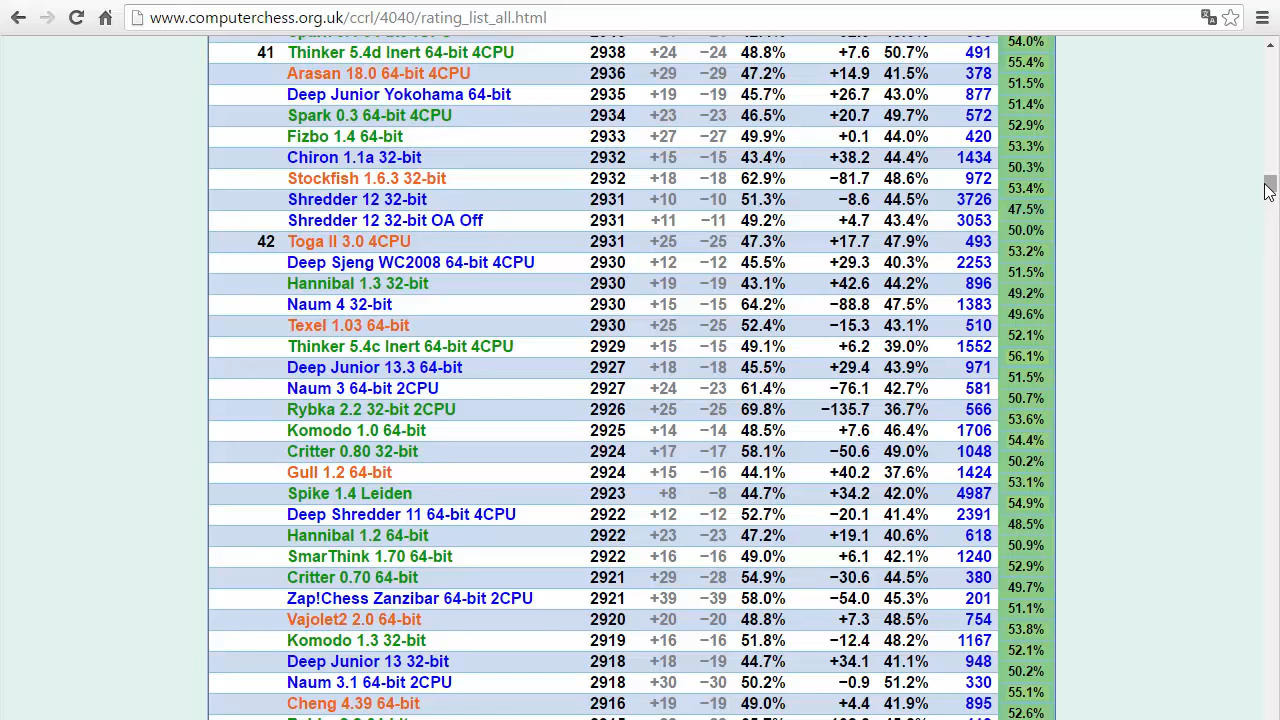 www.computerchess.org.uk/ccrl/4040/rating_list_all.html
54.0%
41 Thinker 5.4d Inert 64-bit 4CPU 2938 +24 −24 48.8% +7.6 50.7% 491
55.4%
Arasan 18.0 64-bit 4CPU 2936 +29 −29 47.2% +14.9 41.5% 378
51.5%
Deep Junior Yokohama 64-bit 2935 +19 −19 45.7% +26.7 43.0% 877
51.4%
Spark 0.3 64-bit 4CPU 2934 +23 −23 46.5% +20.7 49.7% 572
52.9%
Fizbo 1.4 64-bit 2933 +27 −27 49.9% +0.1 44.0% 420
53.3%
Chiron 1.1a 32-bit 2932 +15 −15 43.4% +38.2 44.4% 1434
50.3%
Stockfish 1.6.3 32-bit 2932 +18 −18 62.9% −81.7 48.6% 972
53.4%
Shredder 12 32-bit 2931 +10 −10 51.3% −8.6 44.5% 3726
47.5%
Shredder 12 32-bit OA Off 2931 +11 −11 49.2% +4.7 43.4% 3053
50.0%
42 Toga II 3.0 4CPU 2931 +25 −25 47.3% +17.7 47.9% 493
53.2%
Deep Sjeng WC2008 64-bit 4CPU 2930 +12 −12 45.5% +29.3 40.3% 2253
51.5%
Hannibal 1.3 32-bit 2930 +19 −19 43.1% +42.6 44.2% 896
49.2%
Naum 4 32-bit 2930 +15 −15 64.2% −88.8 47.5% 1383
49.6%
Texel 1.03 64-bit 2930 +25 −25 52.4% −15.3 43.1% 510
52.1%
Thinker 5.4c Inert 64-bit 4CPU 2929 +15 −15 49.1% +6.2 39.0% 1552
56.1%
Deep Junior 13.3 64-bit 2927 +18 −18 45.5% +29.4 43.9% 971
51.5%
Naum 3 64-bit 2CPU 2927 +24 −23 61.4% −76.1 42.7% 581
50.7%
Rybka 2.2 32-bit 2CPU 2926 +25 −25 69.8% −135.7 36.7% 566
53.6%
Komodo 1.0 64-bit 2925 +14 −14 48.5% +7.6 46.4% 1706
54.4%
Critter 0.80 32-bit 2924 +17 −17 58.1% −50.6 49.0% 1048
50.2%
Gull 1.2 64-bit 2924 +15 −16 44.1% +40.2 37.6% 1424
53.1%
Spike 1.4 Leiden 2923 +8 −8 44.7% +34.2 42.0% 4987
54.9%
Deep Shredder 11 64-bit 4CPU 2922 +12 −12 52.7% −20.1 41.4% 2391
48.5%
Hannibal 1.2 64-bit 2922 +23 −23 47.2% +19.1 40.6% 618
50.9%
SmarThink 1.70 64-bit 2922 +16 −16 49.0% +6.1 42.1% 1240
52.9%
Critter 0.70 64-bit 2921 +29 −28 54.9% −30.6 44.5% 380
49.7%
Zap!Chess Zanzibar 64-bit 2CPU 2921 +39 −39 58.0% −54.0 45.3% 201
51.1%
Vajolet2 2.0 64-bit 2920 +20 −20 48.8% +7.3 48.5% 754
53.8%
Komodo 1.3 32-bit 2919 +16 −16 51.8% −12.4 48.2% 1167
52.1%
Deep Junior 13 32-bit 2918 +18 −19 44.7% +34.1 41.1% 948
50.2%
Naum 3.1 64-bit 2CPU 2918 +30 −30 50.2% −0.9 51.2% 330
55.1%
Cheng 4.39 64-bit 2916 +19 −19 49.0% +4.4 41.9% 895
52.6%